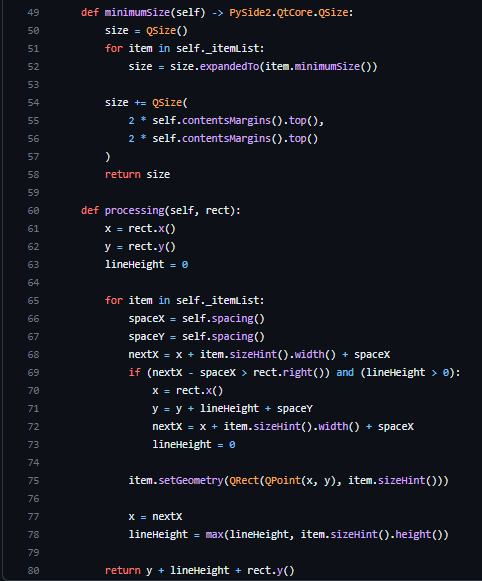 49     def minimumSize(self) -> PySide2.QtCore.QSize:
50         size = QSize()
51         for item in self._itemList:
52             size = size.expandedTo(item.minimumSize())
53
54         size += QSize(
55             2 * self.contentsMargins().top(),
56             2 * self.contentsMargins().top()
57         )
58         return size
59
60     def processing(self, rect):
61         x = rect.x()
62         y = rect.y()
63         lineHeight = 0
64
65         for item in self._itemList:
66             spaceX = self.spacing()
67             spaceY = self.spacing()
68             nextX = x + item.sizeHint().width() + spaceX
69             if (nextX - spaceX > rect.right()) and (lineHeight > 0):
70                 x = rect.x()
71                 y = y + lineHeight + spaceY
72                 nextX = x + item.sizeHint().width() + spaceX
73                 lineHeight = 0
74
75             item.setGeometry(QRect(QPoint(x, y), item.sizeHint()))
76
77             x = nextX
78             lineHeight = max(lineHeight, item.sizeHint().height())
79
80         return y + lineHeight + rect.y()